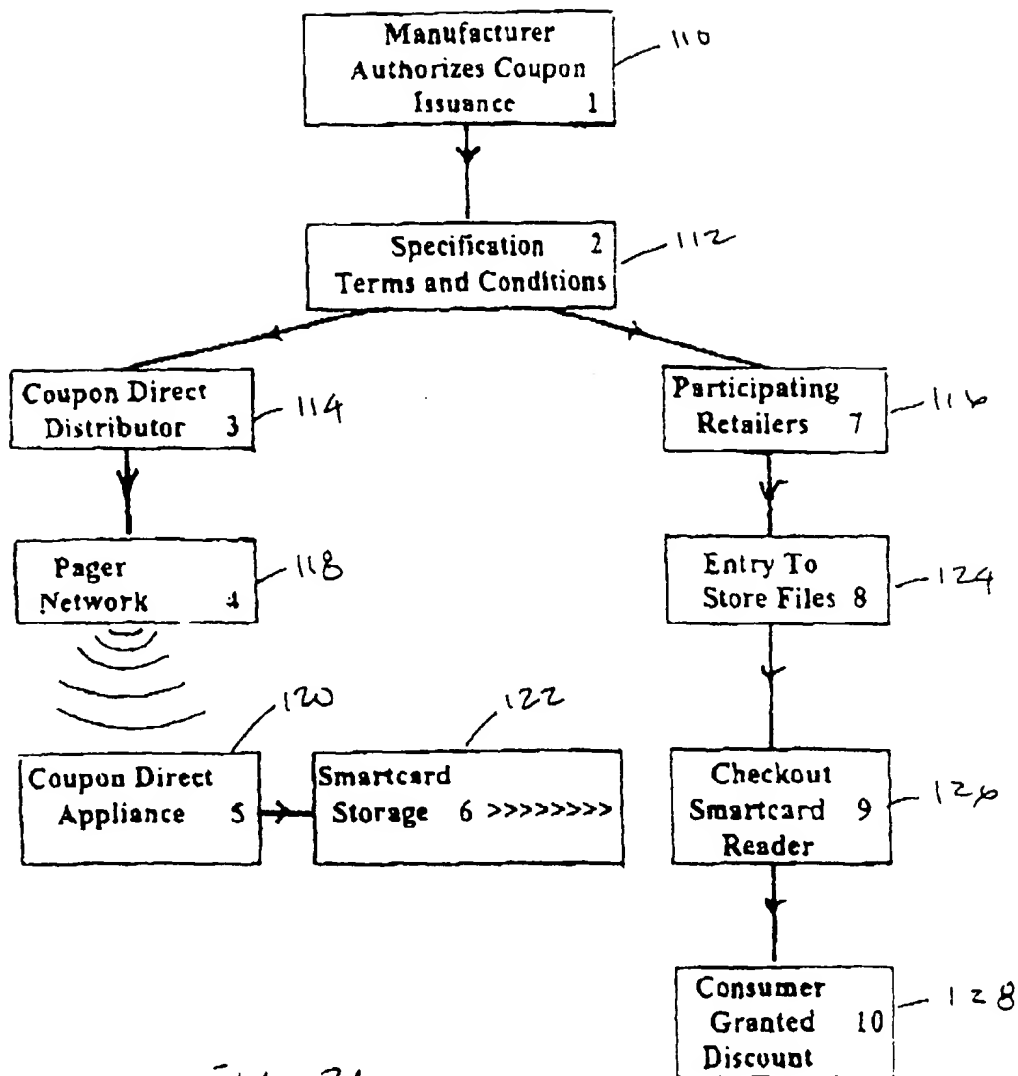 Manufacturer
Authorizes Coupon
Issuance 1
110
Specification 2
Terms and Conditions
112
Coupon Direct
Distributor 3
114
Participating
Retailers 7
116
Pager
Network 4
118
Entry To
Store Files 8
124
120
122
Coupon Direct
Appliance 5
Smartcard
Storage 6 >>>>>>>>
Checkout
Smartcard 9
Reader
126
Consumer
Granted 10
Discount
128